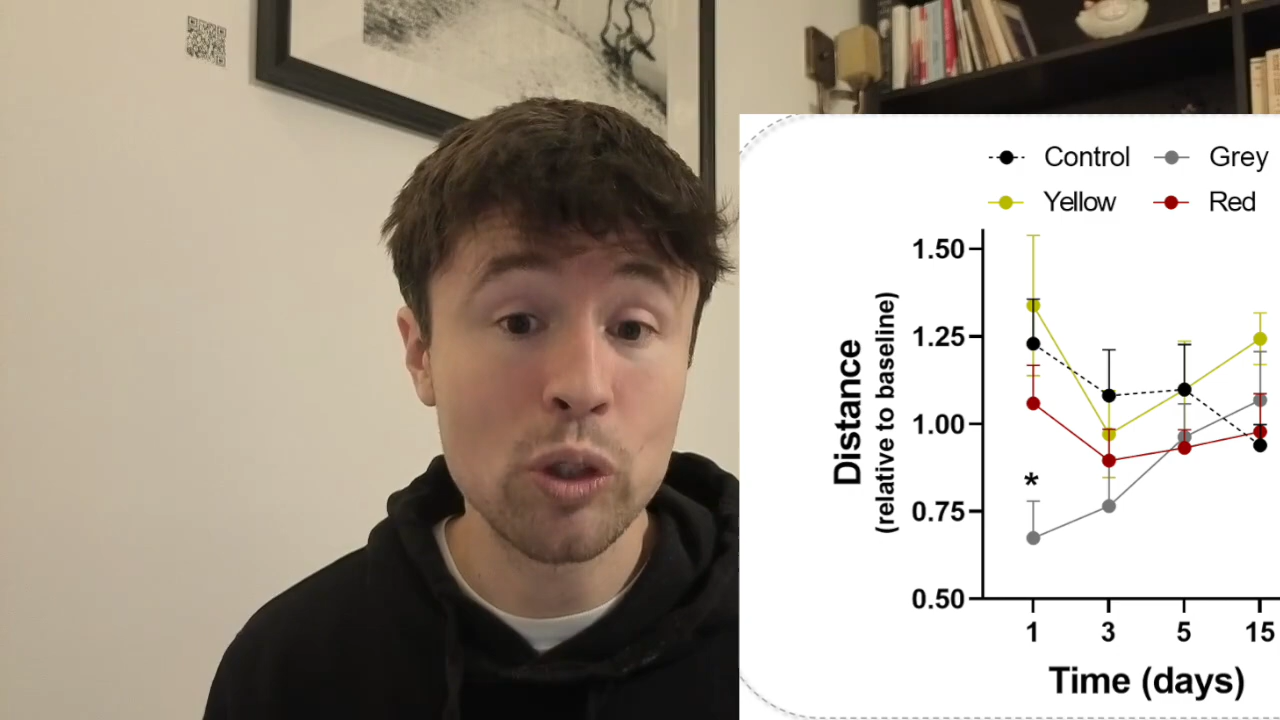 Control Grey
Yellow Red
1.50
1.25
1.00
0.75
0.50
*
Distance
(relative to baseline)
1 3 5 15
Time (days)